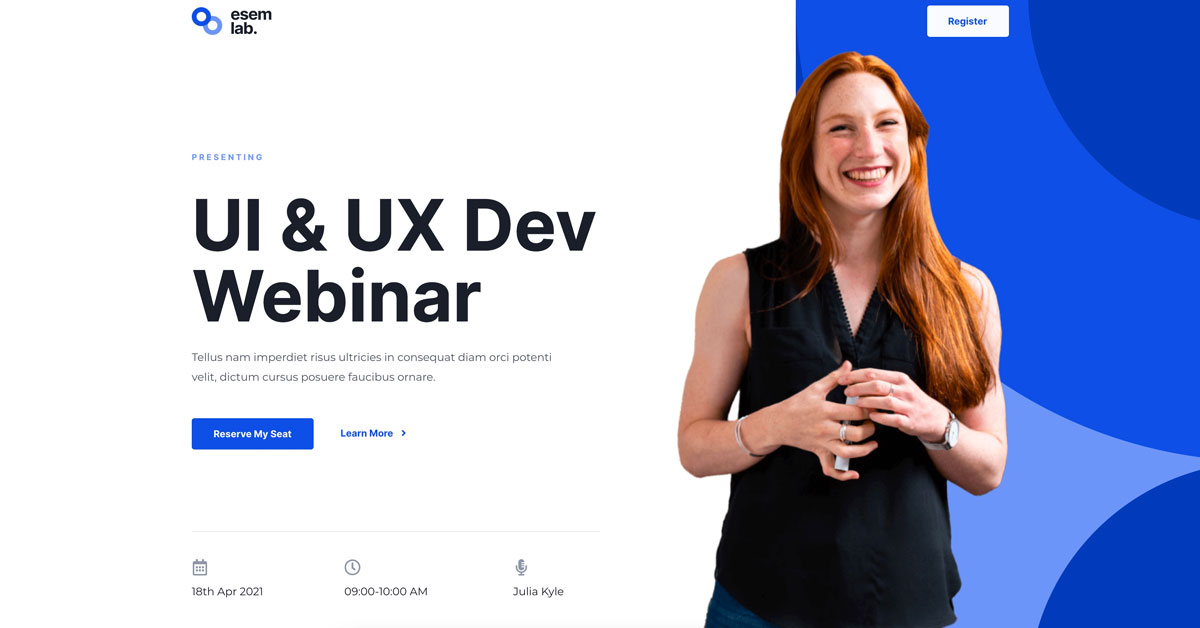 esem
lab.
Register
PRESENTING
UI & UX Dev
Webinar
Tellus nam imperdiet risus ultricies in consequat diam orci potenti
velit, dictum cursus posuere faucibus ornare.
Reserve My Seat
Learn More
18th Apr 2021
09:00-10:00 AM
Julia Kyle